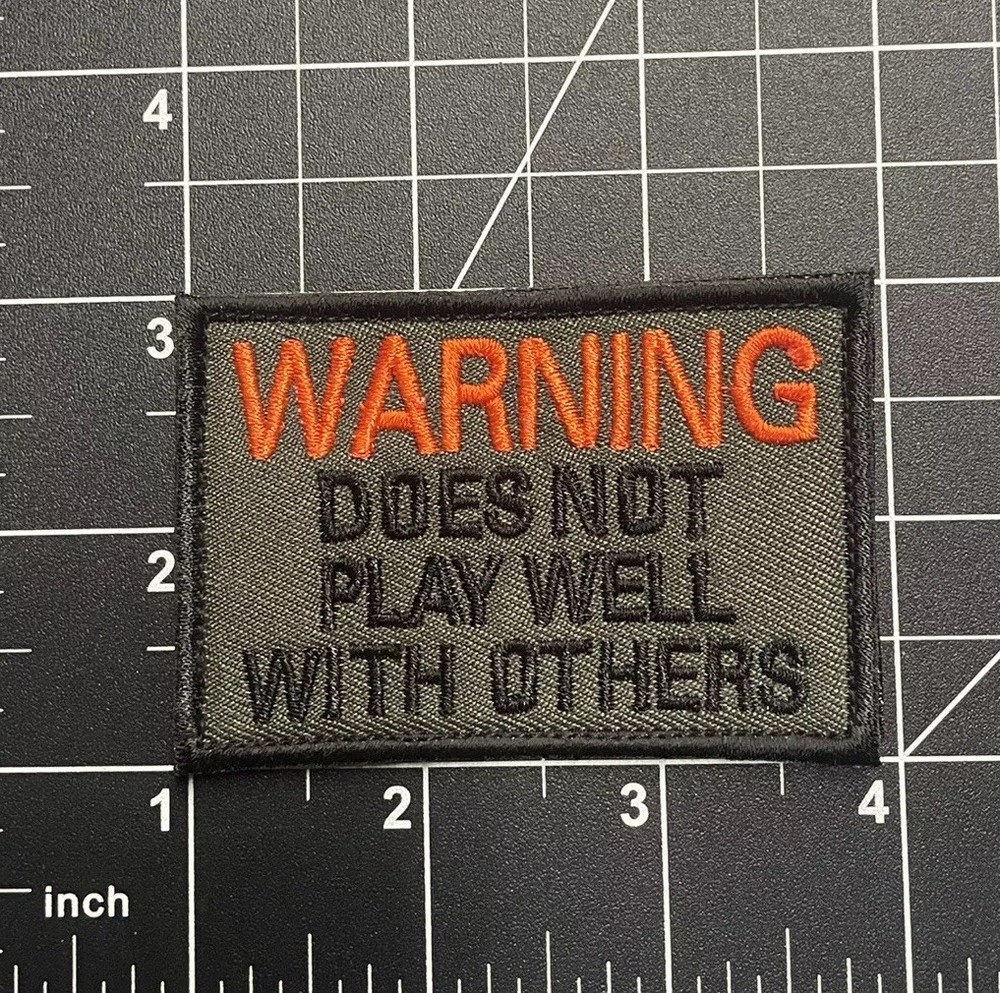 4
3
WARNING
DOES NOT
2
PLAY WELL
WITH OTHERS
1 2 3 4
inch